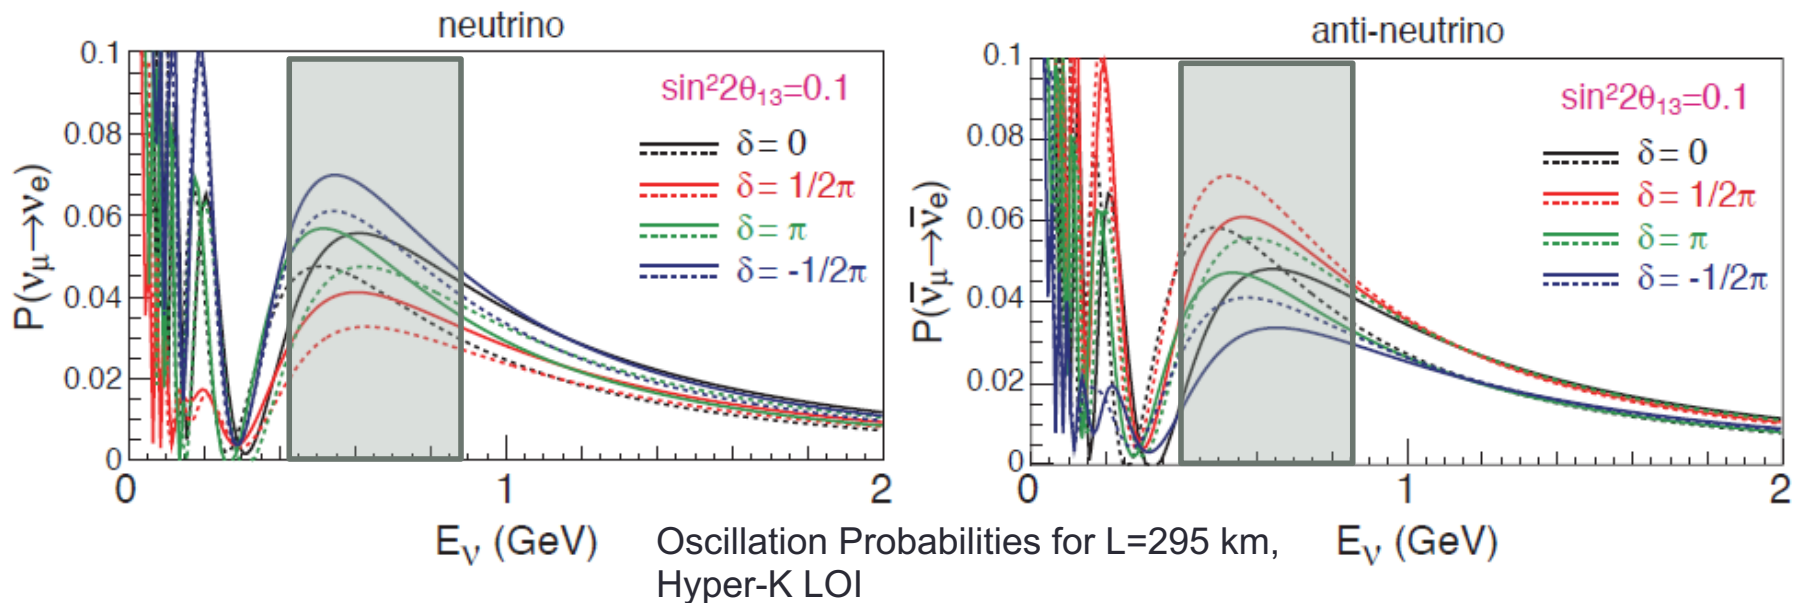 neutrino
0.1
0.08
0.06
0.04
0.02
0
P(νμ→νe)
sin²2θ₁₃=0.1
δ = 0
δ = 1/2π
δ = π
δ = -1/2π
0 1 2
Eν (GeV)
anti-neutrino
0.1
0.08
0.06
0.04
0.02
0
P(ν̅μ→ν̅e)
sin²2θ₁₃=0.1
δ = 0
δ = 1/2π
δ = π
δ = -1/2π
0 1 2
Eν (GeV)
Oscillation Probabilities for L=295 km,
Hyper-K LOI